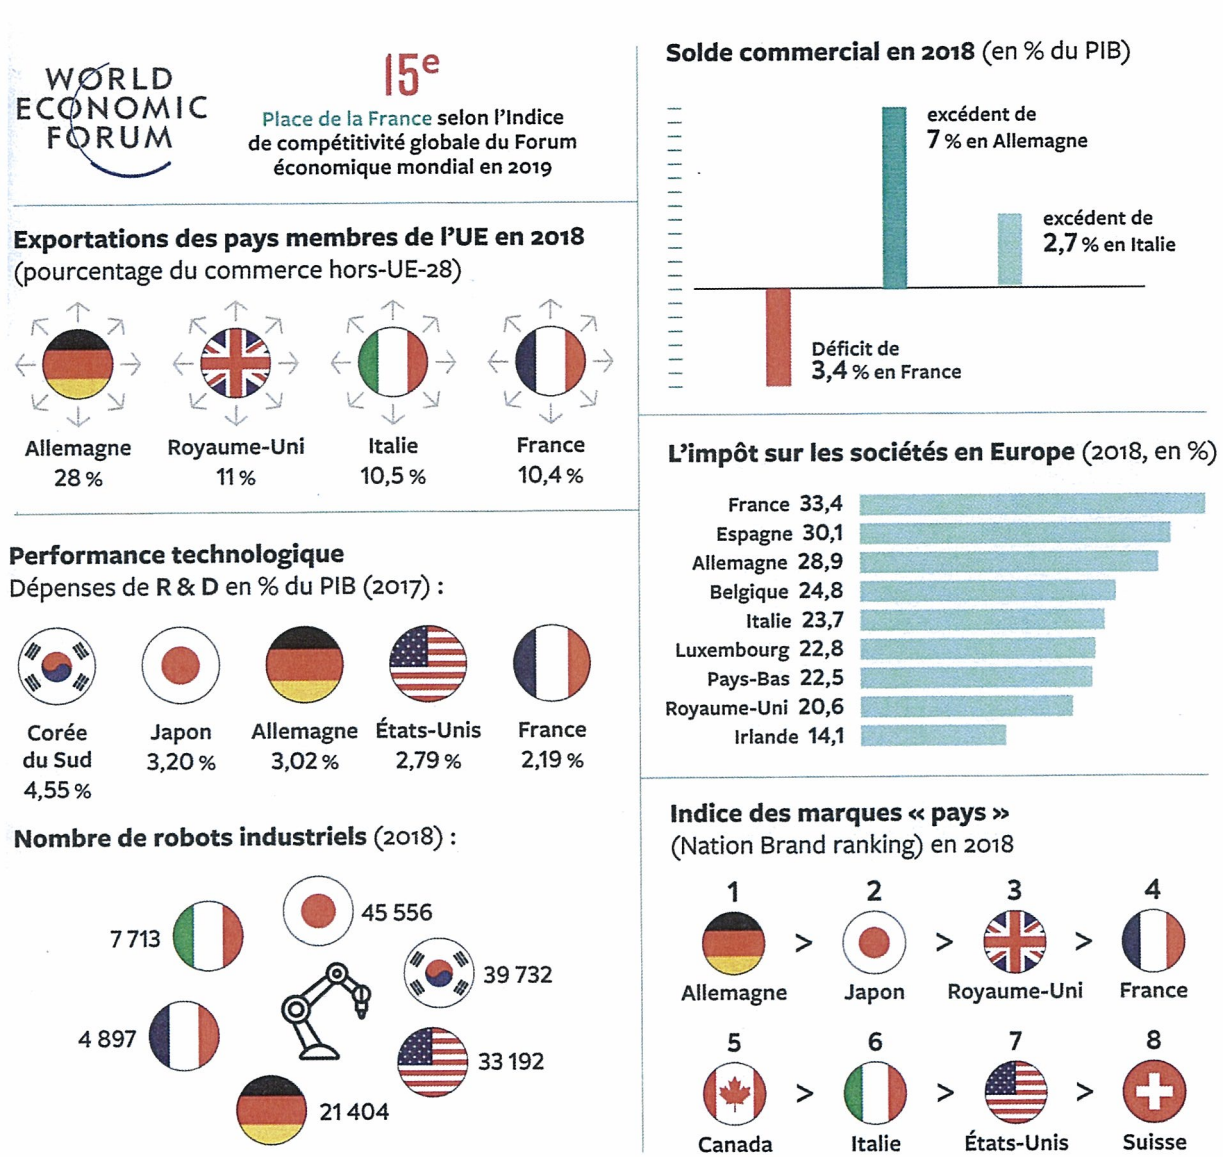 WORLD
ECONOMIC
FORUM
15e
Place de la France selon l'Indice
de compétitivité globale du Forum
économique mondial en 2019
Exportations des pays membres de l'UE en 2018
(pourcentage du commerce hors-UE-28)
Allemagne
28 %
Royaume-Uni
11 %
Italie
10,5 %
France
10,4 %
Performance technologique
Dépenses de R & D en % du PIB (2017) :
Corée
du Sud
4,55 %
Japon
3,20 %
Allemagne
3,02 %
États-Unis
2,79 %
France
2,19 %
Nombre de robots industriels (2018) :
45 556
7 713
39 732
4 897
33 192
21 404
Solde commercial en 2018 (en % du PIB)
excédent de
7 % en Allemagne
excédent de
2,7 % en Italie
Déficit de
3,4 % en France
L'impôt sur les sociétés en Europe (2018, en %)
France 33,4
Espagne 30,1
Allemagne 28,9
Belgique 24,8
Italie 23,7
Luxembourg 22,8
Pays-Bas 22,5
Royaume-Uni 20,6
Irlande 14,1
Indice des marques « pays »
(Nation Brand ranking) en 2018
1 2 3 4
> > >
Allemagne Japon Royaume-Uni France
5 6 7 8
> > >
Canada Italie États-Unis Suisse